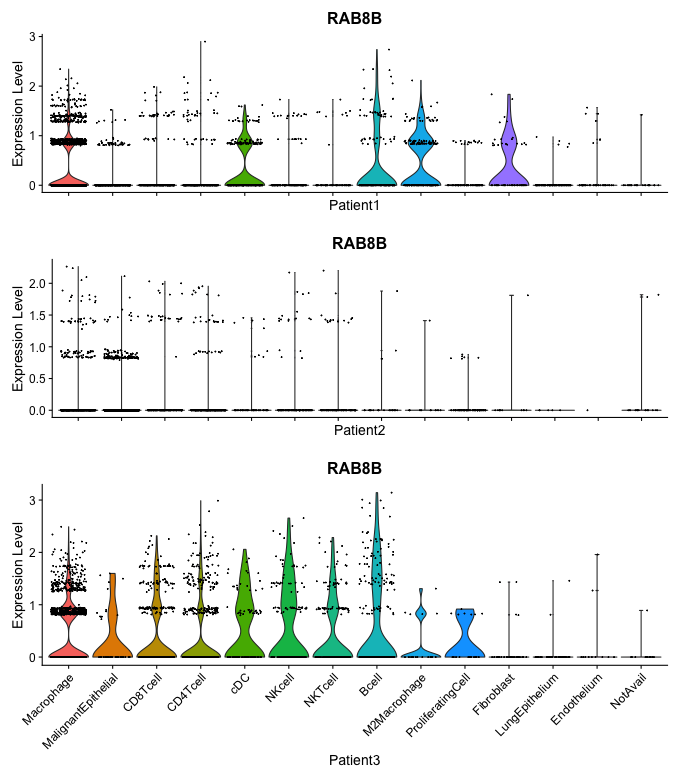 RAB8B
Expression Level
3
2
1
0
Patient1
RAB8B
Expression Level
2.0
1.5
1.0
0.5
0.0
Patient2
RAB8B
Expression Level
3
2
1
0
Macrophage
MalignantEpithelial
CD8Tcell
CD4Tcell
cDC
NKcell
NKTcell
Bcell
M2Macrophage
ProliferatingCell
Fibroblast
LungEpithelium
Endothelium
NotAvail
Patient3